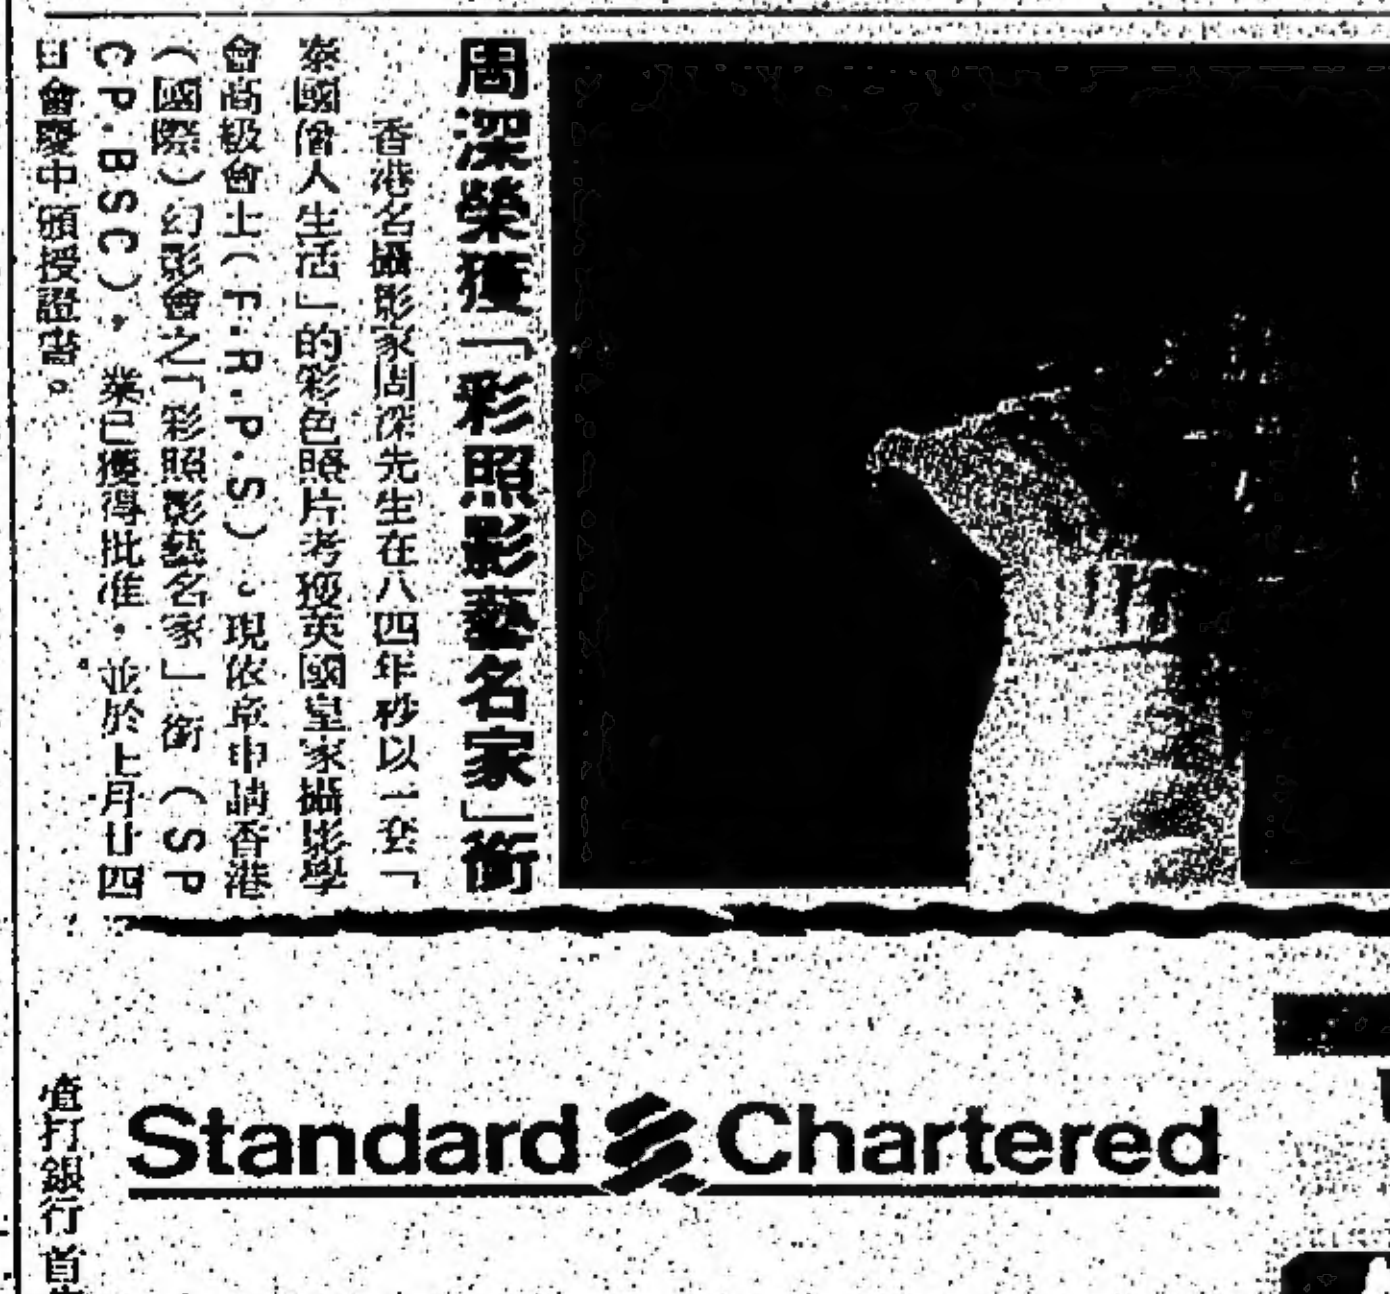 周深榮獲「彩照影藝名家」銜
香港名攝影家周深先生在八四年秒以一套「
泰國僧人生活」的彩色照片考獲英國皇家攝影學
會高級會士(F.R.P.S)。現依章申請香港
(國際)幻影會之「彩照影藝名家」銜(SP
CP.BSC),業已獲得批准,並於上月廿四
日會慶中頒授證書。
Standard Chartered
渣打銀行首